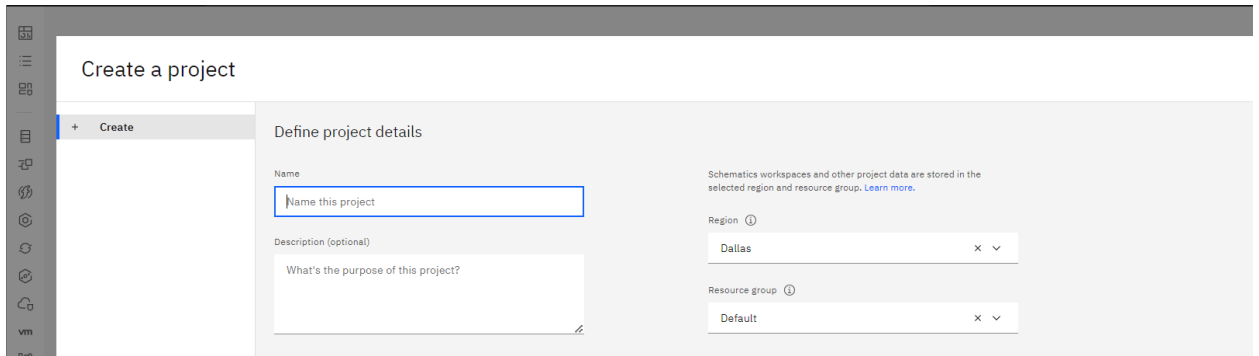 Create a project
+ Create
Define project details
Name
Name this project
Description (optional)
What's the purpose of this project?
Schematics workspaces and other project data are stored in the
selected region and resource group. Learn more.
Region
Dallas
Resource group
Default
vm